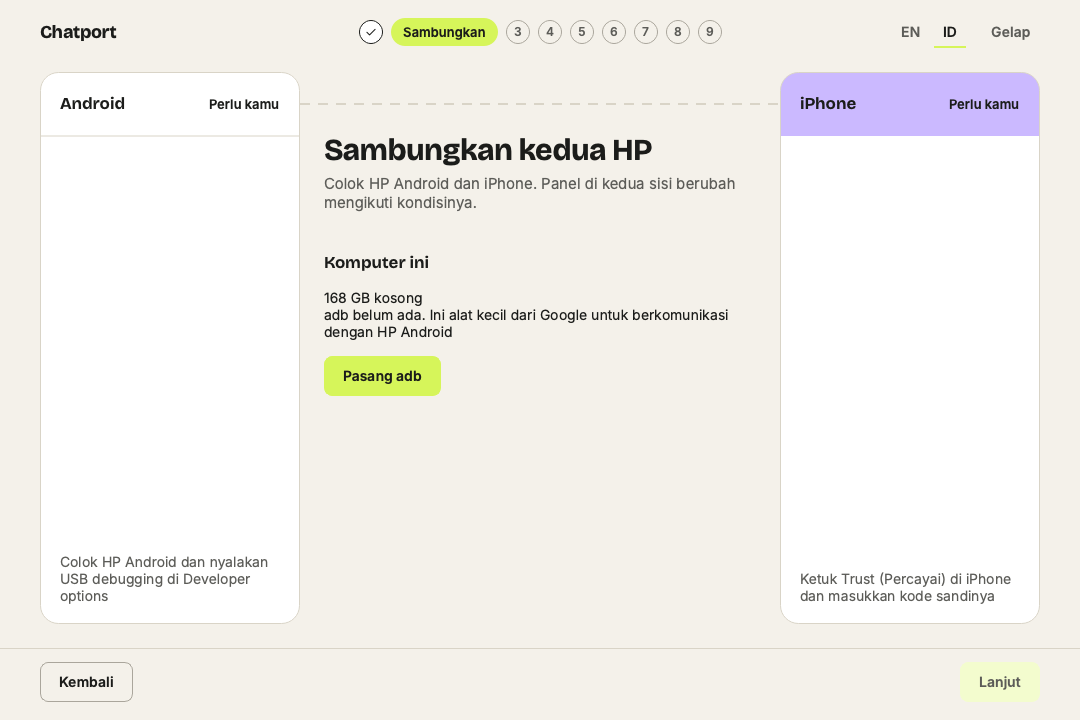 Chatport
Sambungkan
3
4
5
6
7
8
9
EN
ID
Gelap
Android
Perlu kamu
Colok HP Android dan nyalakan
USB debugging di Developer
options
Sambungkan kedua HP
Colok HP Android dan iPhone. Panel di kedua sisi berubah
mengikuti kondisinya.
Komputer ini
168 GB kosong
adb belum ada. Ini alat kecil dari Google untuk berkomunikasi
dengan HP Android
Pasang adb
iPhone
Perlu kamu
Ketuk Trust (Percayai) di iPhone
dan masukkan kode sandinya
Kembali
Lanjut